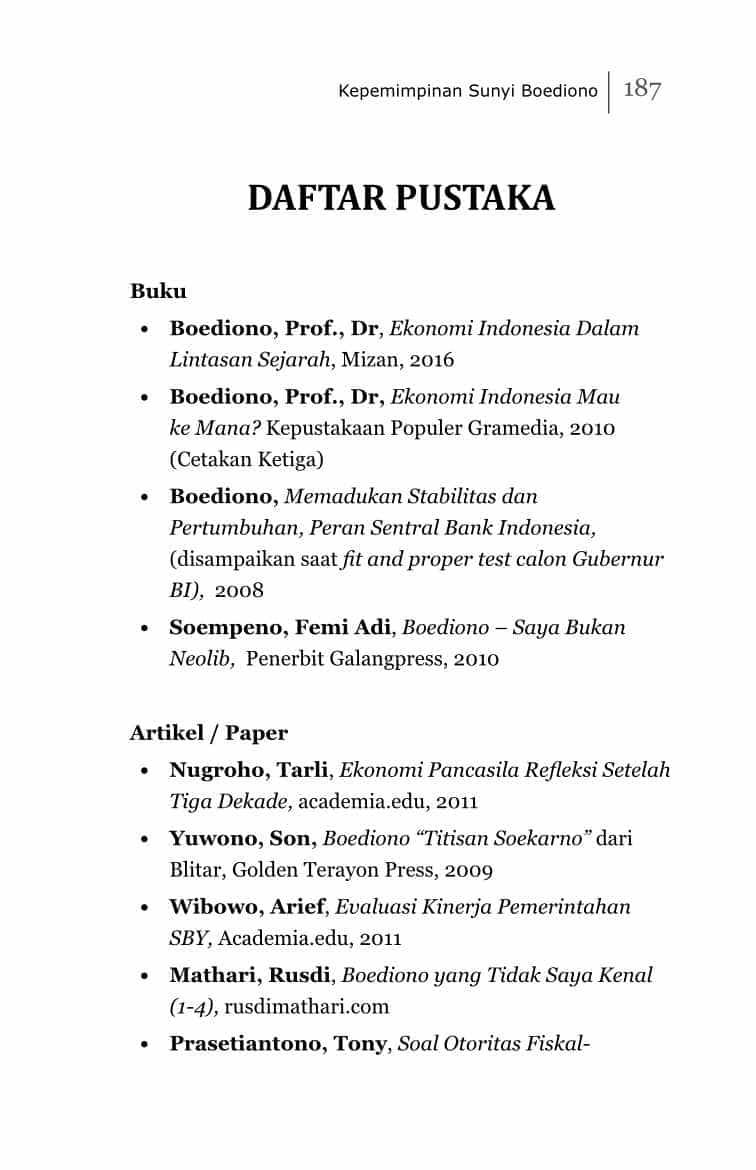 Kepemimpinan Sunyi Boediono 187
DAFTAR PUSTAKA
Buku
• Boediono, Prof., Dr, Ekonomi Indonesia Dalam
Lintasan Sejarah, Mizan, 2016
• Boediono, Prof., Dr, Ekonomi Indonesia Mau
ke Mana? Kepustakaan Populer Gramedia, 2010
(Cetakan Ketiga)
• Boediono, Memadukan Stabilitas dan
Pertumbuhan, Peran Sentral Bank Indonesia,
(disampaikan saat fit and proper test calon Gubernur
BI), 2008
• Soempeno, Femi Adi, Boediono – Saya Bukan
Neolib, Penerbit Galangpress, 2010
Artikel / Paper
• Nugroho, Tarli, Ekonomi Pancasila Refleksi Setelah
Tiga Dekade, academia.edu, 2011
• Yuwono, Son, Boediono “Titisan Soekarno” dari
Blitar, Golden Terayon Press, 2009
• Wibowo, Arief, Evaluasi Kinerja Pemerintahan
SBY, Academia.edu, 2011
• Mathari, Rusdi, Boediono yang Tidak Saya Kenal
(1-4), rusdimathari.com
• Prasetiantono, Tony, Soal Otoritas Fiskal-